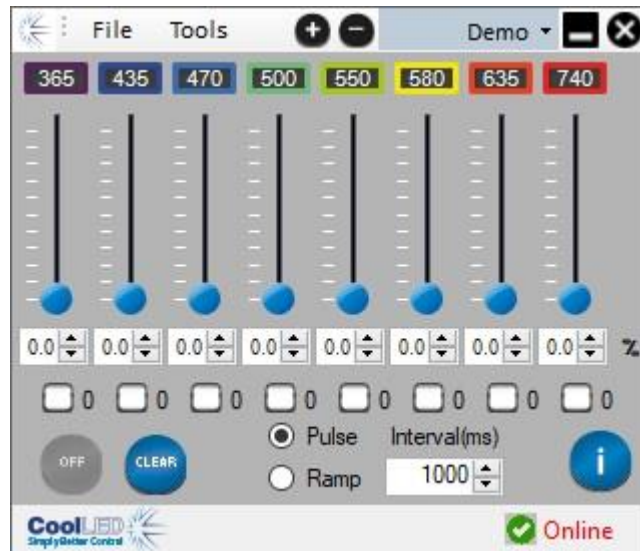 File Tools Demo
365 435 470 500 550 580 635 740
0.0 0.0 0.0 0.0 0.0 0.0 0.0 0.0 %
0 0 0 0 0 0 0 0
OFF CLEAR Pulse Interval(ms) i
Ramp 1000
CoolLED Online
Simply Better Control